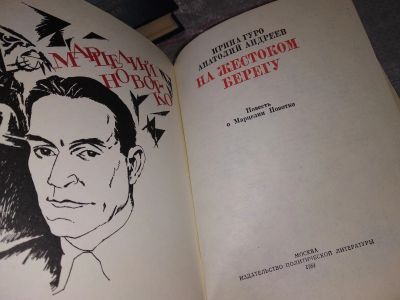 МАРЦЕЛИЙ
НОВОТКО
ИРИНА ГУРО
АНАТОЛИЙ АНДРЕЕВ
НА ЖЕСТОКОМ
БЕРЕГУ
Повесть
о Марцелии Новотко
МОСКВА
ИЗДАТЕЛЬСТВО ПОЛИТИЧЕСКОЙ ЛИТЕРАТУРЫ